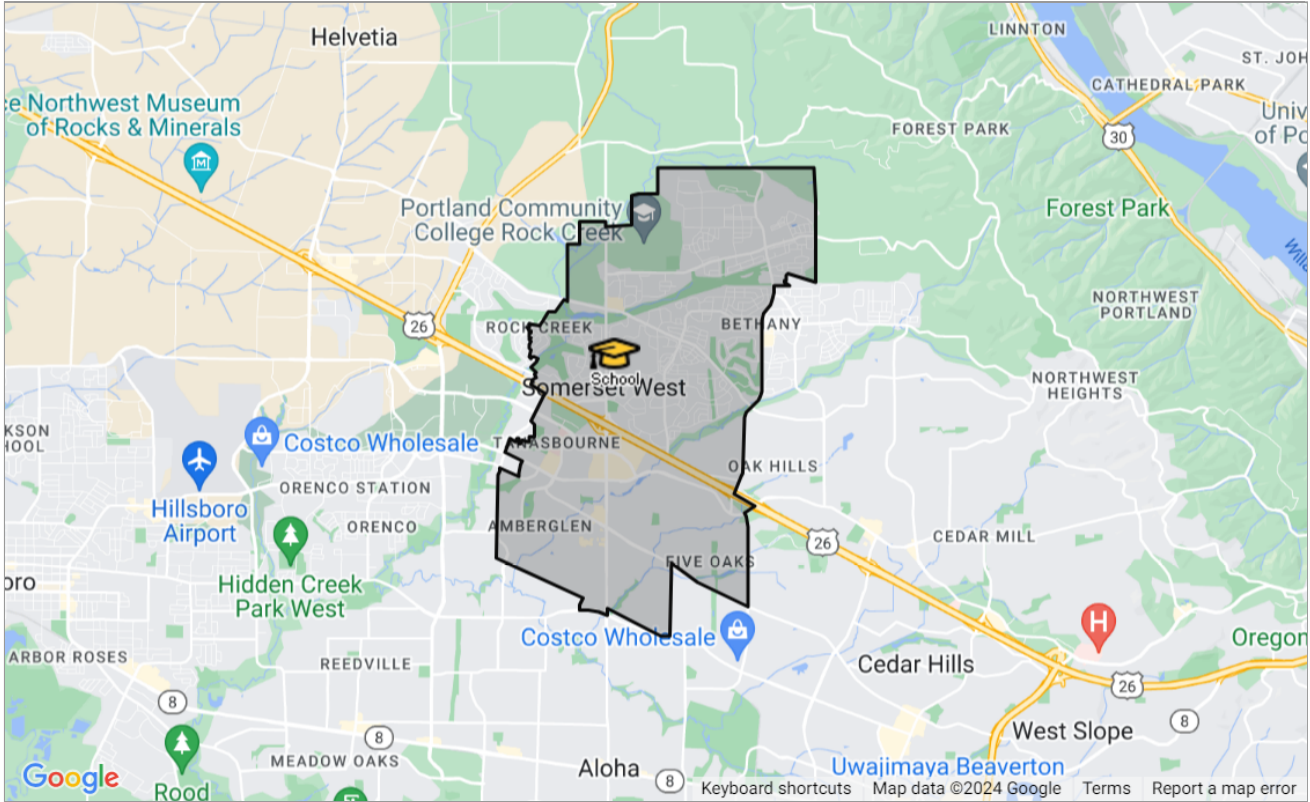 Helvetia
LINNTON
ST. JOH
CATHEDRAL PARK
ce Northwest Museum
of Rocks & Minerals
30
Univ
of Po
FOREST PARK
Portland Community
College Rock Creek
Forest Park
Wille
NORTHWEST
PORTLAND
26
ROCK CREEK
BETHANY
School
Somerset West
NORTHWEST
HEIGHTS
KSON
HOOL
Costco Wholesale
TANASBOURNE
OAK HILLS
ORENCO STATION
Hillsboro
Airport
ORENCO
AMBERGLEN
CEDAR MILL
26
FIVE OAKS
oro
Hidden Creek
Park West
H
Costco Wholesale
Oregon
ARBOR ROSES
REEDVILLE
Cedar Hills
26
8
8
West Slope
8
MEADOW OAKS
Aloha
8
Uwajimaya Beaverton
Google
Rood
Keyboard shortcuts
Map data ©2024 Google
Terms
Report a map error